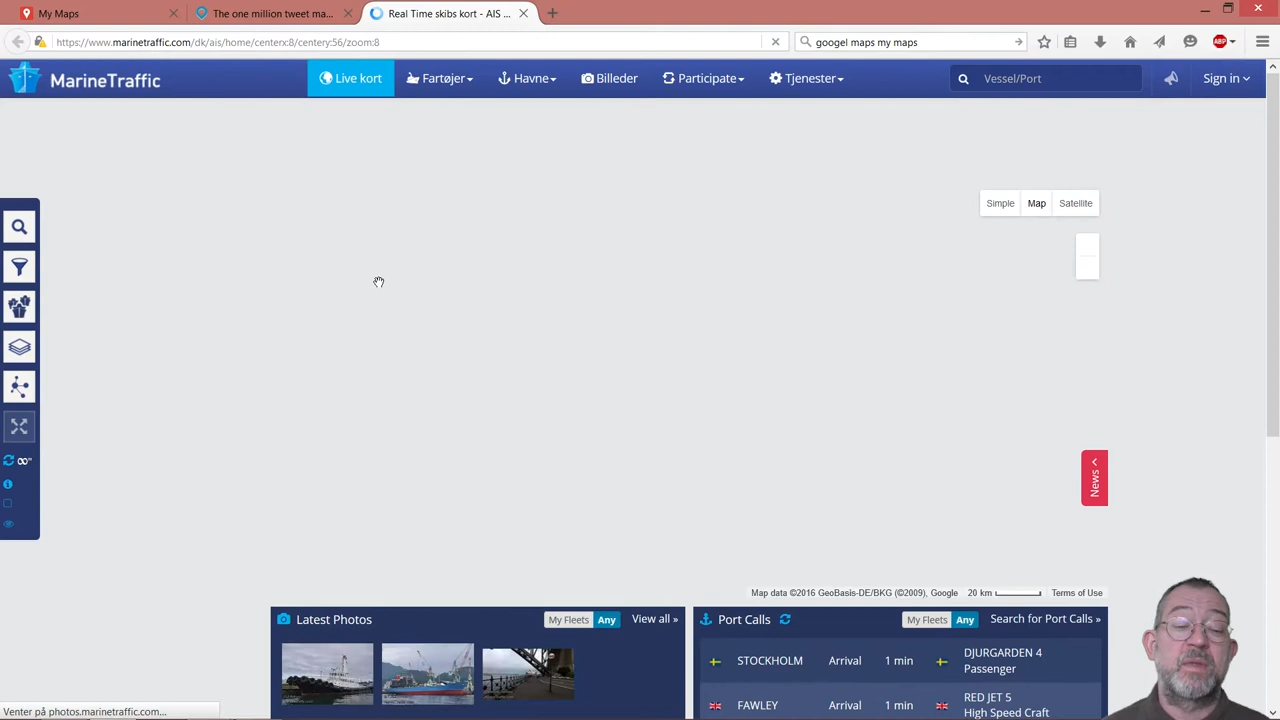 My Maps
The one million tweet ma...
Real Time skibs kort - AIS ...
https://www.marinetraffic.com/dk/ais/home/centerx:8/centery:56/zoom:8
googel maps my maps
ABP
MarineTraffic
Live kort
Fartøjer
Havne
Billeder
Participate
Tjenester
Vessel/Port
Sign in
Simple
Map
Satellite
∞"
News
Map data ©2016 GeoBasis-DE/BKG (©2009), Google
20 km
Terms of Use
Latest Photos
My Fleets
Any
View all »
Port Calls
My Fleets
Any
Search for Port Calls »
STOCKHOLM
Arrival
1 min
DJURGARDEN 4
Passenger
FAWLEY
Arrival
1 min
RED JET 5
High Speed Craft
Venter på photos.marinetraffic.com...